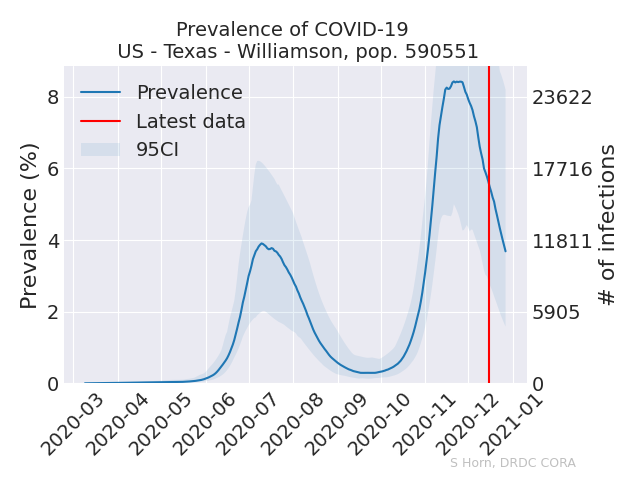 Prevalence of COVID-19
US - Texas - Williamson, pop. 590551
Prevalence
Latest data
95CI
Prevalence (%)
8
6
4
2
0
23622
17716
11811
5905
0
# of infections
2020-03
2020-04
2020-05
2020-06
2020-07
2020-08
2020-09
2020-10
2020-11
2020-12
2021-01
S Horn, DRDC CORA